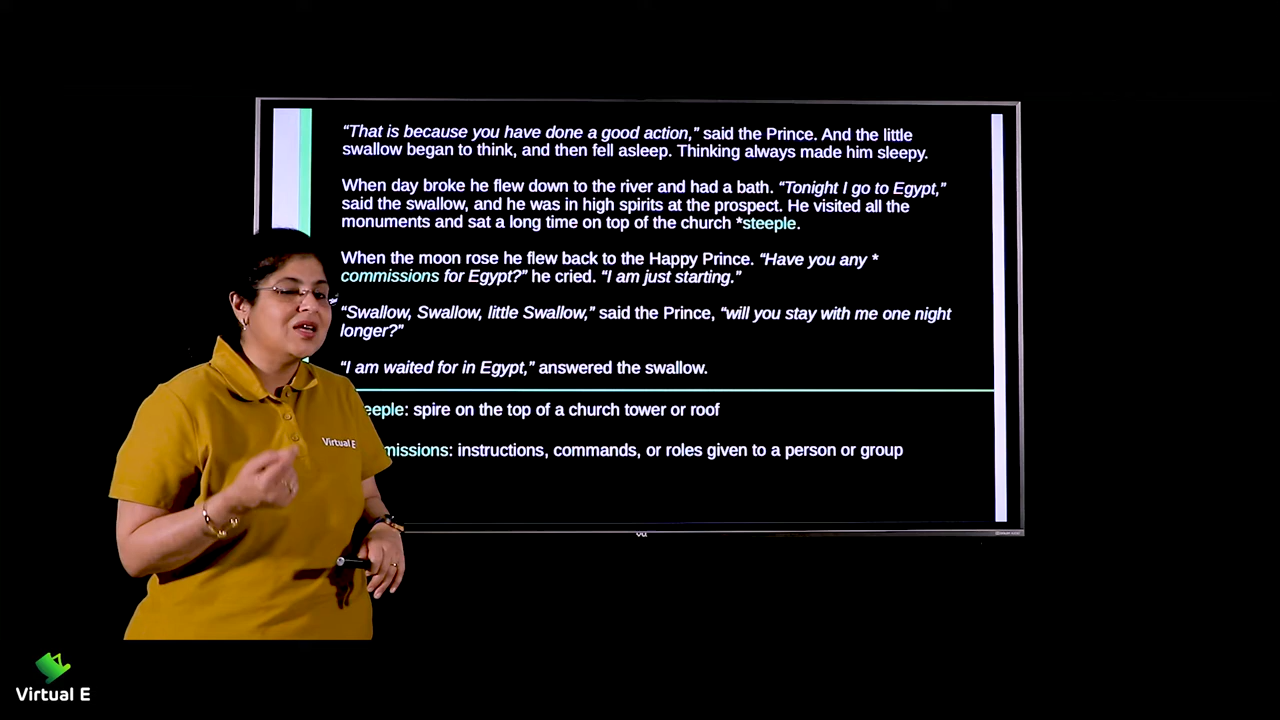 “That is because you have done a good action,” said the Prince. And the little
swallow began to think, and then fell asleep. Thinking always made him sleepy.
When day broke he flew down to the river and had a bath. “Tonight I go to Egypt,”
said the swallow, and he was in high spirits at the prospect. He visited all the
monuments and sat a long time on top of the church *steeple.
When the moon rose he flew back to the Happy Prince. “Have you any *
commissions for Egypt?” he cried. “I am just starting.”
“Swallow, Swallow, little Swallow,” said the Prince, “will you stay with me one night
longer?”
“I am waited for in Egypt,” answered the swallow.
eeple: spire on the top of a church tower or roof
missions: instructions, commands, or roles given to a person or group
Virtual E
vu
Virtual E